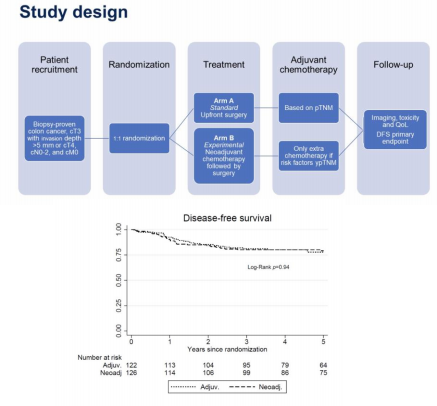 Study design
Patient
recruitment
Randomization
Treatment
Adjuvant
chemotherapy
Follow-up
Biopsy-proven
colon cancer, cT3
with invasion depth
>5 mm or cT4,
cN0-2, and cM0
1:1 randomization
Arm A
Standard
Upfront surgery
Arm B
Experimental
Neoadjuvant
chemotherapy
followed by
surgery
Based on pTNM
Only extra
chemotherapy if
risk factors ypTNM
Imaging, toxicity
and QoL
DFS primary
endpoint
Disease-free survival
1.00
0.75
0.50
0.25
0.00
Log-Rank p=0.94
0 1 2 3 4 5
Years since randomization
Number at risk
Adjuv. 122 113 104 95 79 64
Neoadj 126 114 106 99 86 75
Adjuv. Neoadj.